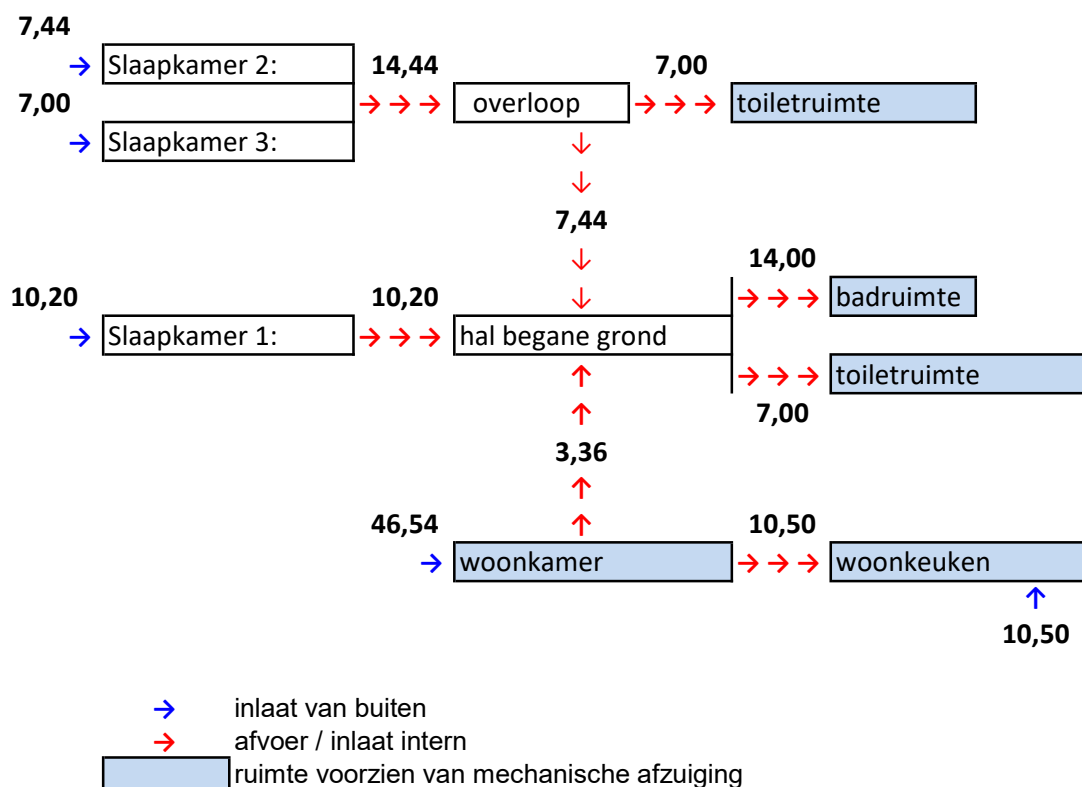 7,44
Slaapkamer 2:
14,44
7,00
7,00
overloop
toiletruimte
Slaapkamer 3:
7,44
14,00
10,20
10,20
badruimte
Slaapkamer 1:
hal begane grond
toiletruimte
7,00
3,36
46,54
10,50
woonkamer
woonkeuken
10,50
inlaat van buiten
afvoer / inlaat intern
ruimte voorzien van mechanische afzuiging